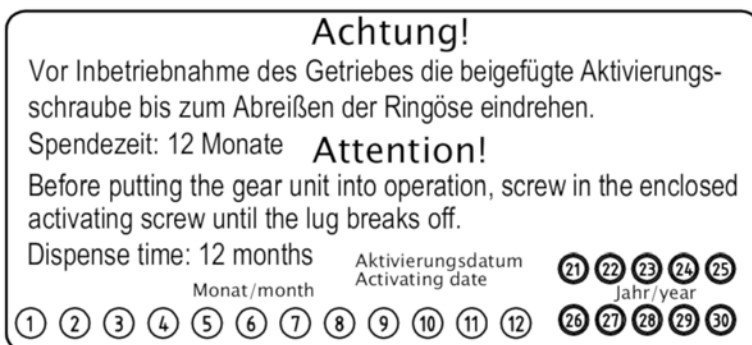 Achtung!
Vor Inbetriebnahme des Getriebes die beigefügte Aktivierungs-
schraube bis zum Abreißen der Ringöse eindrehen.
Spendezeit: 12 Monate
Attention!
Before putting the gear unit into operation, screw in the enclosed
activating screw until the lug breaks off.
Dispense time: 12 months
Aktivierungsdatum
Activating date
Monat/month
1 2 3 4 5 6 7 8 9 10 11 12
21 22 23 24 25
Jahr/year
26 27 28 29 30